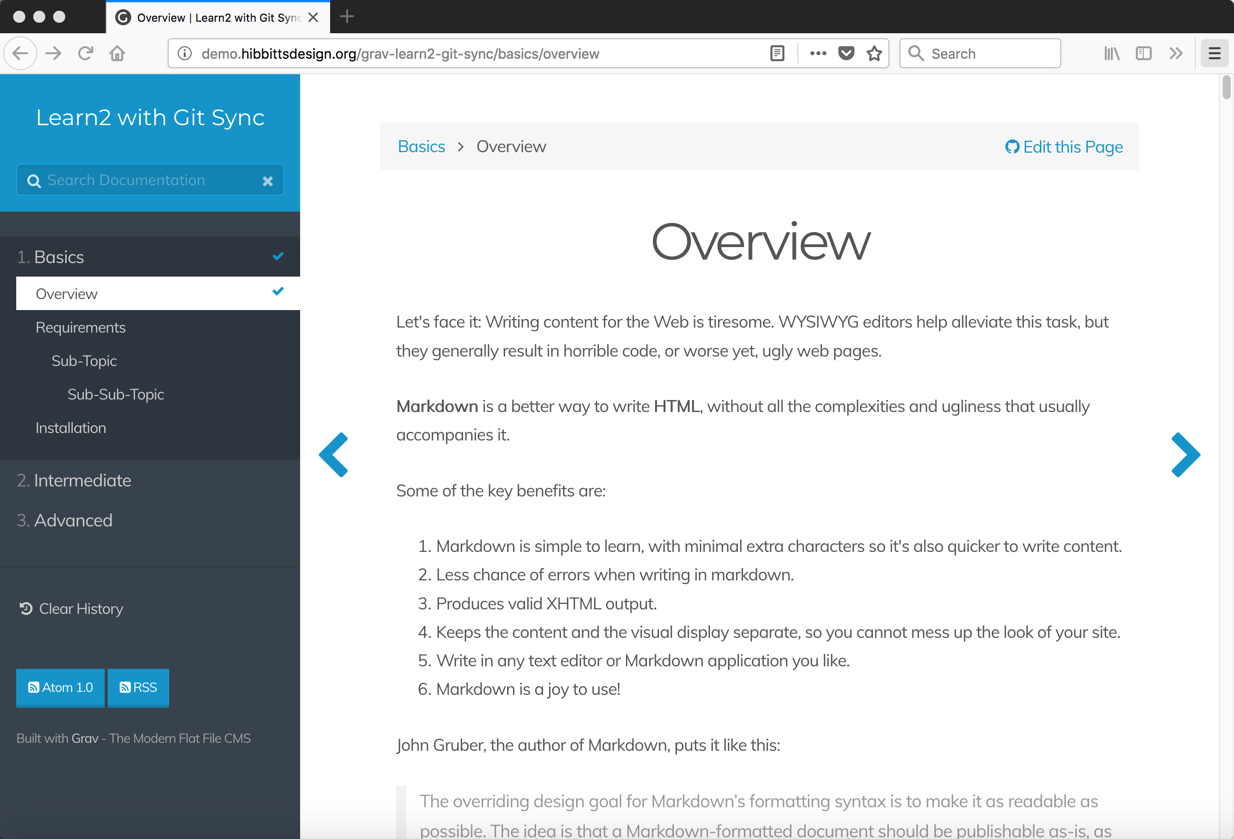 Overview | Learn2 with Git Sync
demo.hibbittsdesign.org/grav-learn2-git-sync/basics/overview
Search
Learn2 with Git Sync
Search Documentation
1. Basics
Overview
Requirements
Sub-Topic
Sub-Sub-Topic
Installation
2. Intermediate
3. Advanced
Clear History
Atom 1.0
RSS
Built with Grav - The Modern Flat File CMS
Basics > Overview
Edit this Page
Overview
Let's face it: Writing content for the Web is tiresome. WYSIWYG editors help alleviate this task, but
they generally result in horrible code, or worse yet, ugly web pages.
Markdown is a better way to write HTML, without all the complexities and ugliness that usually
accompanies it.
Some of the key benefits are:
1. Markdown is simple to learn, with minimal extra characters so it's also quicker to write content.
2. Less chance of errors when writing in markdown.
3. Produces valid XHTML output.
4. Keeps the content and the visual display separate, so you cannot mess up the look of your site.
5. Write in any text editor or Markdown application you like.
6. Markdown is a joy to use!
John Gruber, the author of Markdown, puts it like this:
The overriding design goal for Markdown’s formatting syntax is to make it as readable as
possible. The idea is that a Markdown-formatted document should be publishable as-is, as